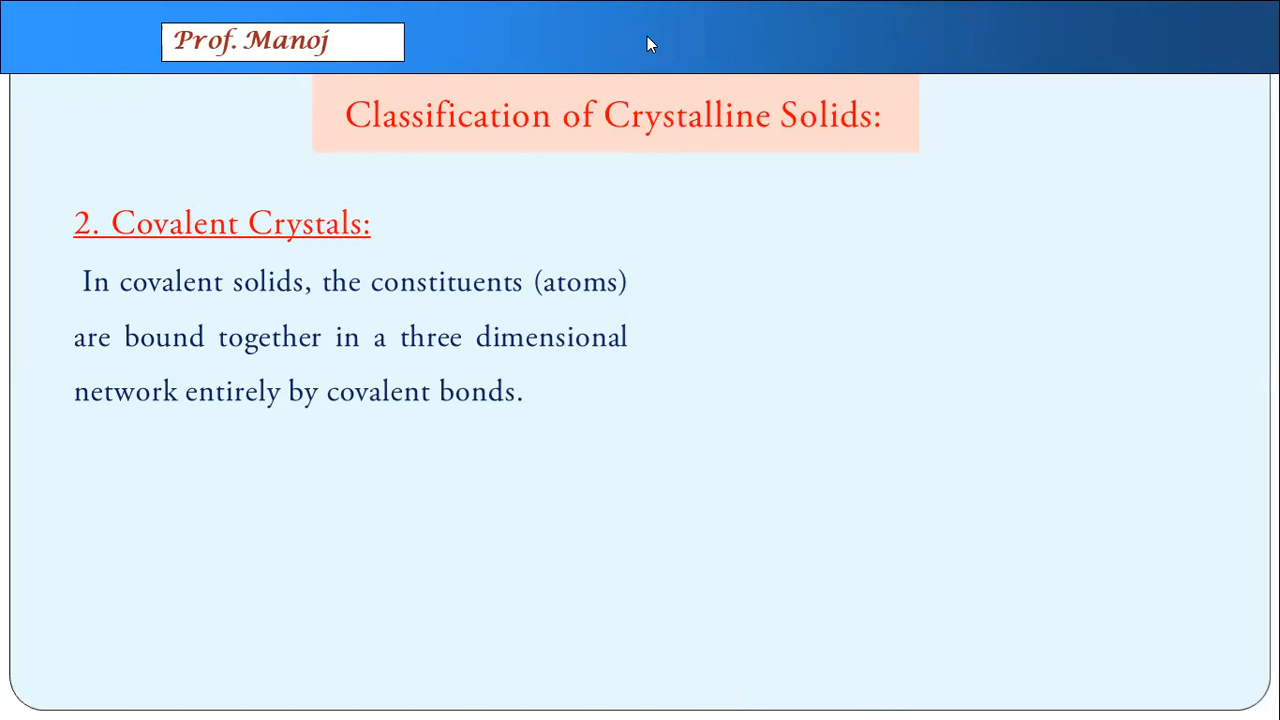 Prof. Manoj
Classification of Crystalline Solids:
2. Covalent Crystals:
In covalent solids, the constituents (atoms)
are bound together in a three dimensional
network entirely by covalent bonds.